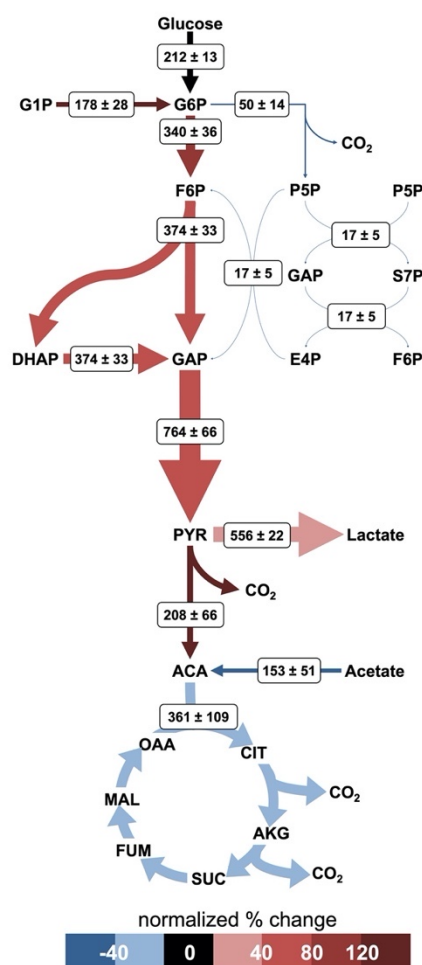 Glucose
212 ± 13
G1P 178 ± 28 G6P 50 ± 14
340 ± 36
CO₂
F6P P5P P5P
374 ± 33
17 ± 5
17 ± 5 GAP S7P
17 ± 5
DHAP 374 ± 33 GAP E4P F6P
764 ± 66
PYR 556 ± 22 Lactate
CO₂
208 ± 66
ACA 153 ± 51 Acetate
361 ± 109
OAA CIT
MAL CO₂
AKG
FUM
SUC CO₂
normalized % change
-40 0 40 80 120